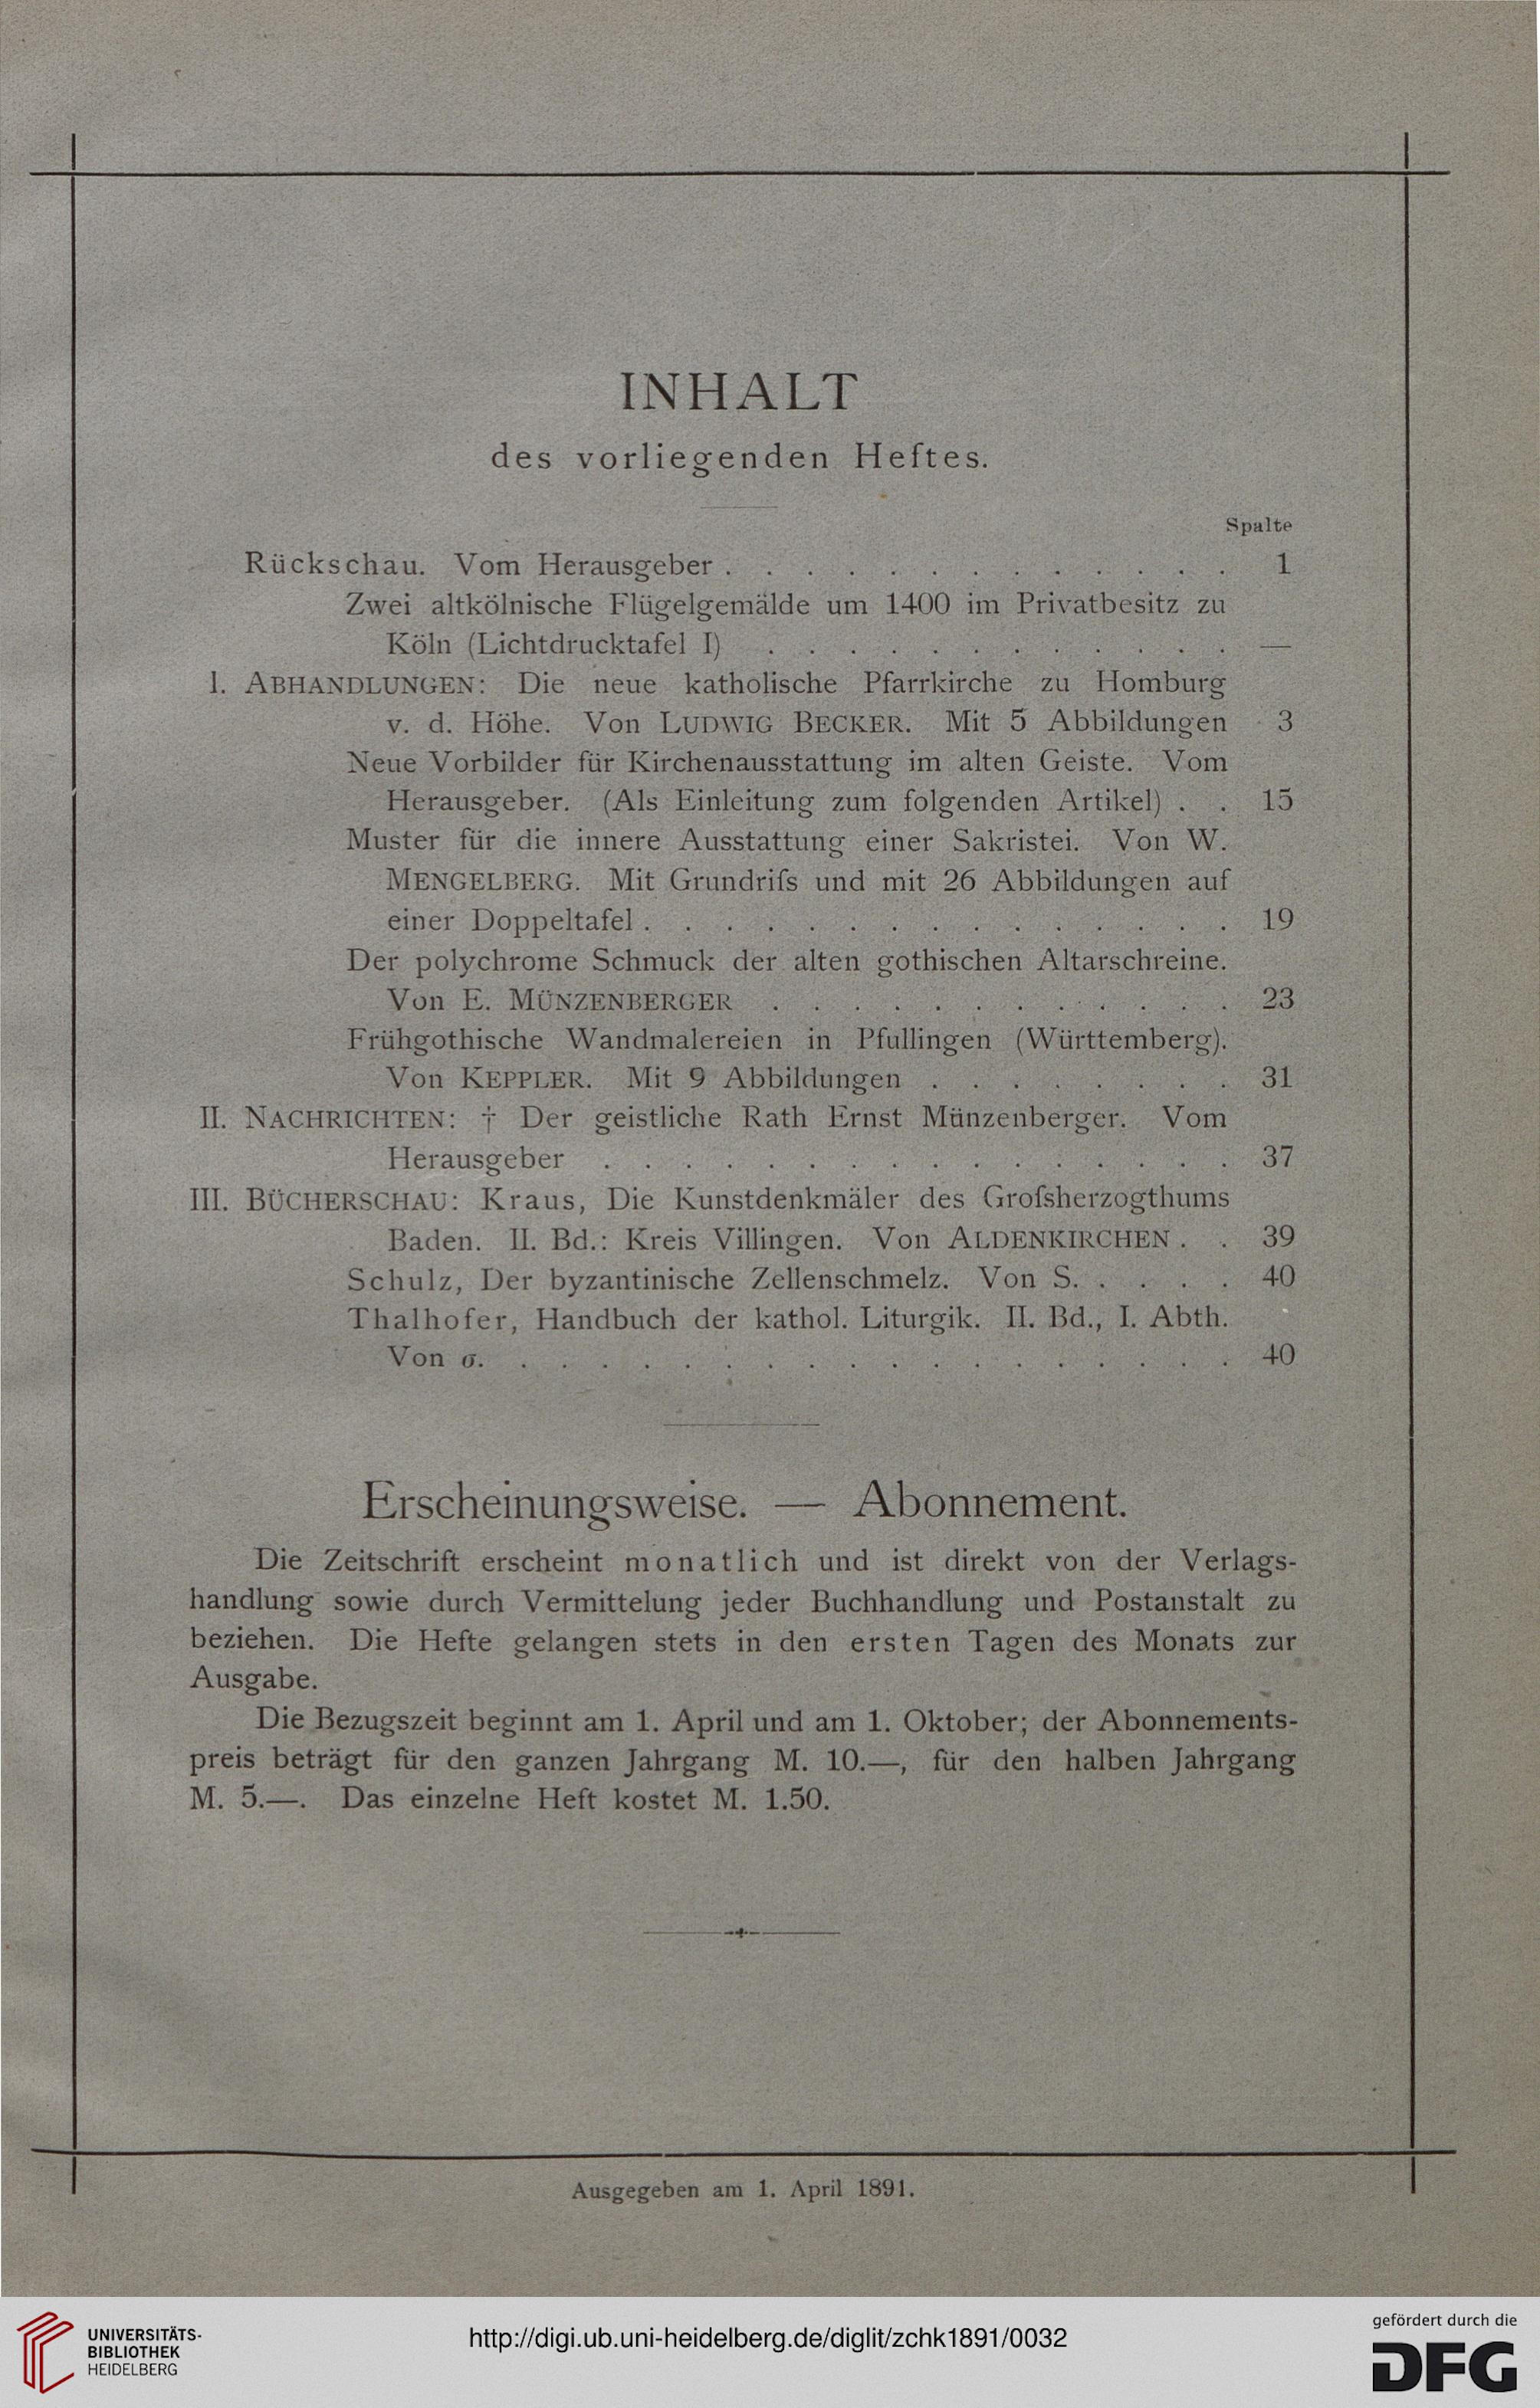 INHALT
des vorliegenden Heftes.
Spalte
Rückschau. Vom Herausgeber . . . . . . . . . . . . . 1
Zwei altkölnische Flügelgemälde um 1400 im Privatbesitz zu
Köln (Lichtdrucktafel I) . . . . . . . . . . . . —
I. ABHANDLUNGEN: Die neue katholische Pfarrkirche zu Homburg
v. d. Höhe. Von LUDWIG BECKER. Mit 5 Abbildungen 3
Neue Vorbilder für Kirchenausstattung im alten Geiste. Vom
Herausgeber. (Als Einleitung zum folgenden Artikel) . . 15
Muster für die innere Ausstattung einer Sakristei. Von W.
MENGELBERG. Mit Grundriſs und mit 26 Abbildungen auf
einer Doppeltafel . . . . . . . . . . . . . . . 19
Der polychrome Schmuck der alten gothischen Altarschreine.
Von E. MÜNZENBERGER . . . . . . . . . . . . 23
Frühgothische Wandmalereien in Pfullingen (Württemberg).
Von KEPPLER. Mit 9 Abbildungen . . . . . . . . 31
II. NACHRICHTEN: † Der geistliche Rath Ernst Münzenberger. Vom
Herausgeber . . . . . . . . . . . . . . . . 37
III. BÜCHERSCHAU: Kraus, Die Kunstdenkmäler des Groſsherzogthums
Baden. II. Bd.: Kreis Villingen. Von ALDENKIRCHEN . . 39
Schulz, Der byzantinische Zellenschmelz. Von S. . . . . 40
Thalhofer, Handbuch der kathol. Liturgik. II. Bd., I. Abth.
Von σ. . . . . . . . . . . . . . . . . . . 40
Erscheinungsweise. — Abonnement.
Die Zeitschrift erscheint monatlich und ist direkt von der Verlags-
handlung sowie durch Vermittelung jeder Buchhandlung und Postanstalt zu
beziehen. Die Hefte gelangen stets in den ersten Tagen des Monats zur
Ausgabe.
Die Bezugszeit beginnt am 1. April und am 1. Oktober; der Abonnements-
preis beträgt für den ganzen Jahrgang M. 10.—, für den halben Jahrgang
M. 5.—. Das einzelne Heft kostet M. 1.50.
Ausgegeben am 1. April 1891.
UNIVERSITÄTS-
BIBLIOTHEK
HEIDELBERG
http://digi.ub.uni-heidelberg.de/diglit/zchk1891/0032
gefördert durch die
DFG